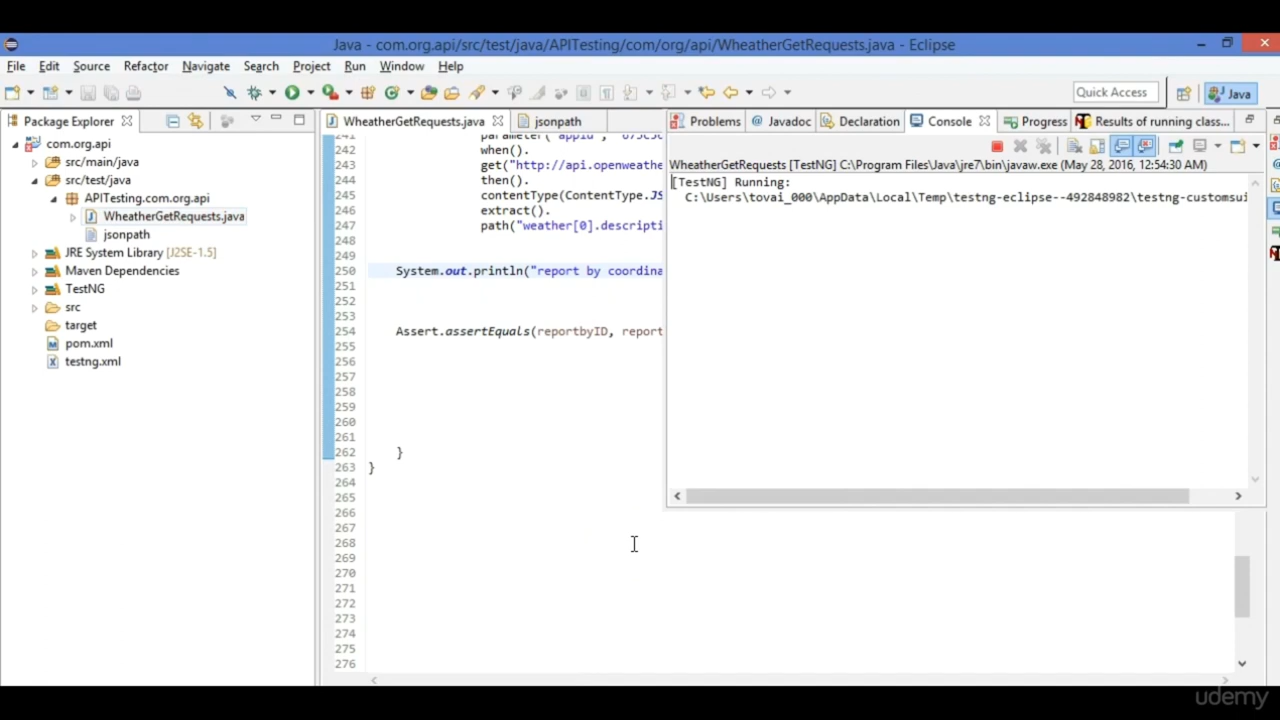 Java - com.org.api/src/test/java/APITesting/com/org/api/WheatherGetRequests.java - Eclipse
File Edit Source Refactor Navigate Search Project Run Window Help
Quick Access
Java
Package Explorer
WheatherGetRequests.java
jsonpath
Problems
@ Javadoc
Declaration
Console
Progress
Results of running class...
com.org.api
src/main/java
src/test/java
APITesting.com.org.api
WheatherGetRequests.java
jsonpath
JRE System Library [J2SE-1.5]
Maven Dependencies
TestNG
src
target
pom.xml
testng.xml
241
242 when().
243 get("http://api.openweathe
244 then().
245 contentType(ContentType.JS
246 extract().
247 path("weather[0].descripti
248
249
250 System.out.println("report by coordina
251
252
253
254 Assert.assertEquals(reportbyID, report
255
256
257
258
259
260
261
262 }
263 }
264
265
266
267
268
269
270
271
272
273
274
275
276
WheatherGetRequests [TestNG] C:\Program Files\Java\jre7\bin\javaw.exe (May 28, 2016, 12:54:30 AM)
[TestNG] Running:
C:\Users\tovai_000\AppData\Local\Temp\testng-eclipse--492848982\testng-customsui
udemy